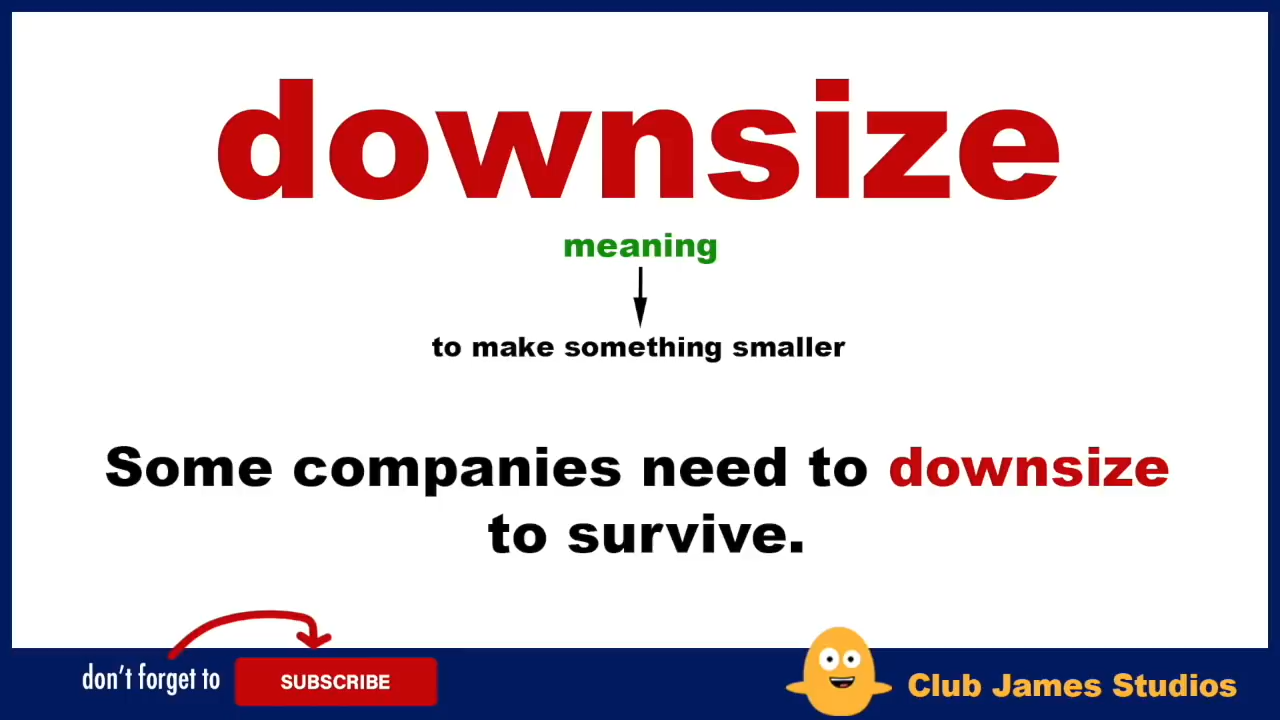 downsize
meaning
to make something smaller
Some companies need to downsize
to survive.
don't forget to
SUBSCRIBE
Club James Studios